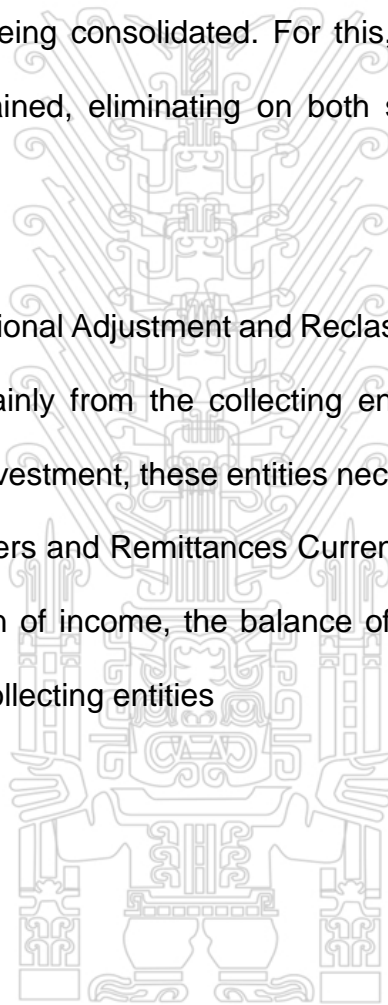 eing consolidated. For this,
ained, eliminating on both s
ional Adjustment and Reclas
ainly from the collecting en
vestment, these entities nec
ers and Remittances Curren
n of income, the balance of
ollecting entities